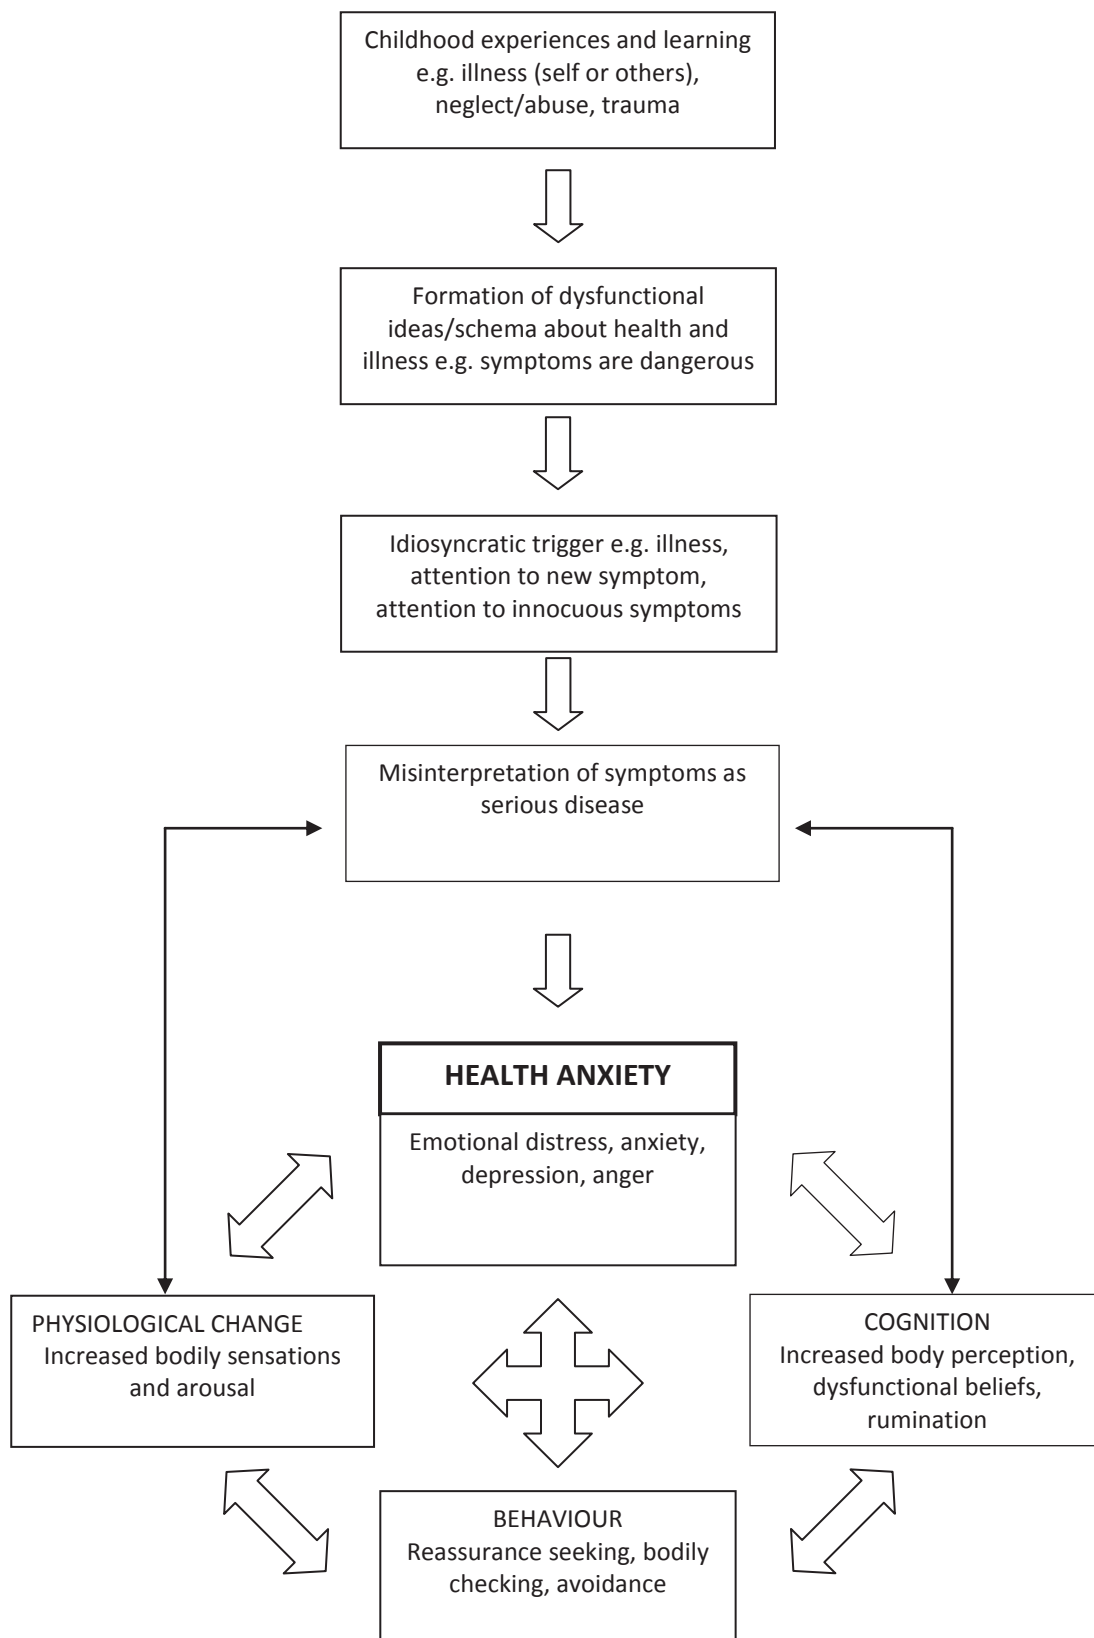 Childhood experiences and learning
e.g. illness (self or others),
neglect/abuse, trauma
Formation of dysfunctional
ideas/schema about health and
illness e.g. symptoms are dangerous
Idiosyncratic trigger e.g. illness,
attention to new symptom,
attention to innocuous symptoms
Misinterpretation of symptoms as
serious disease
HEALTH ANXIETY
Emotional distress, anxiety,
depression, anger
PHYSIOLOGICAL CHANGE
Increased bodily sensations
and arousal
COGNITION
Increased body perception,
dysfunctional beliefs,
rumination
BEHAVIOUR
Reassurance seeking, bodily
checking, avoidance